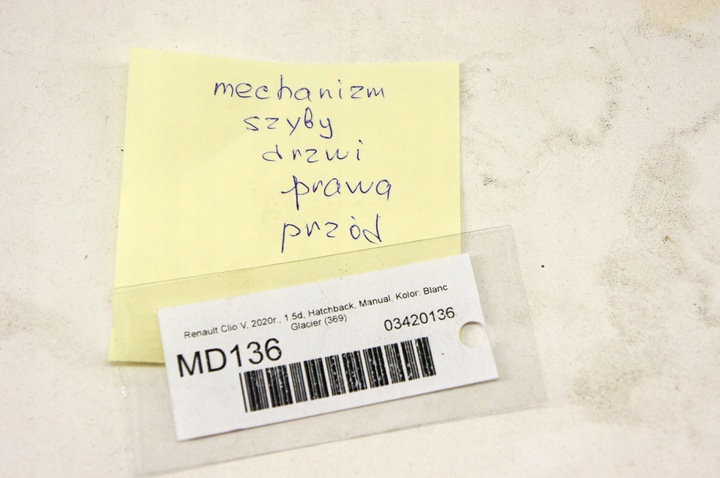 mechanizm
szyby
drzwi
prawa
przód
Renault Clio V, 2020r., 1.5d, Hatchback, Manual, Kolor: Blanc
Glacier (369)
03420136
MD136